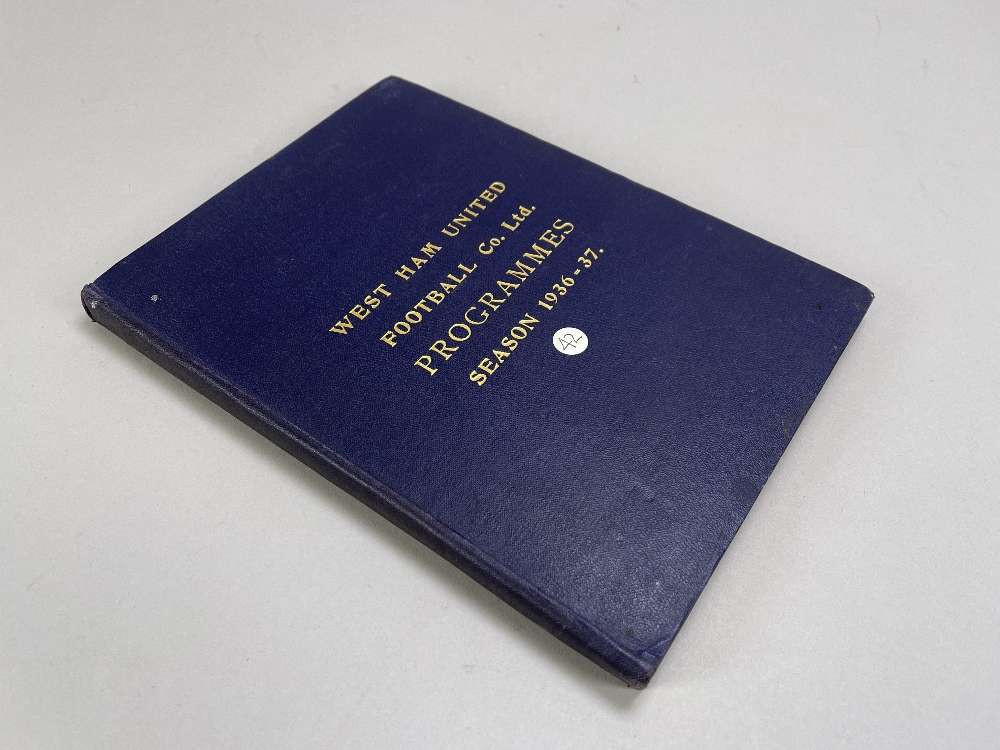 WEST HAM UNITED
FOOTBALL Co. Ltd.
PROGRAMMES
SEASON 1936-37.
42